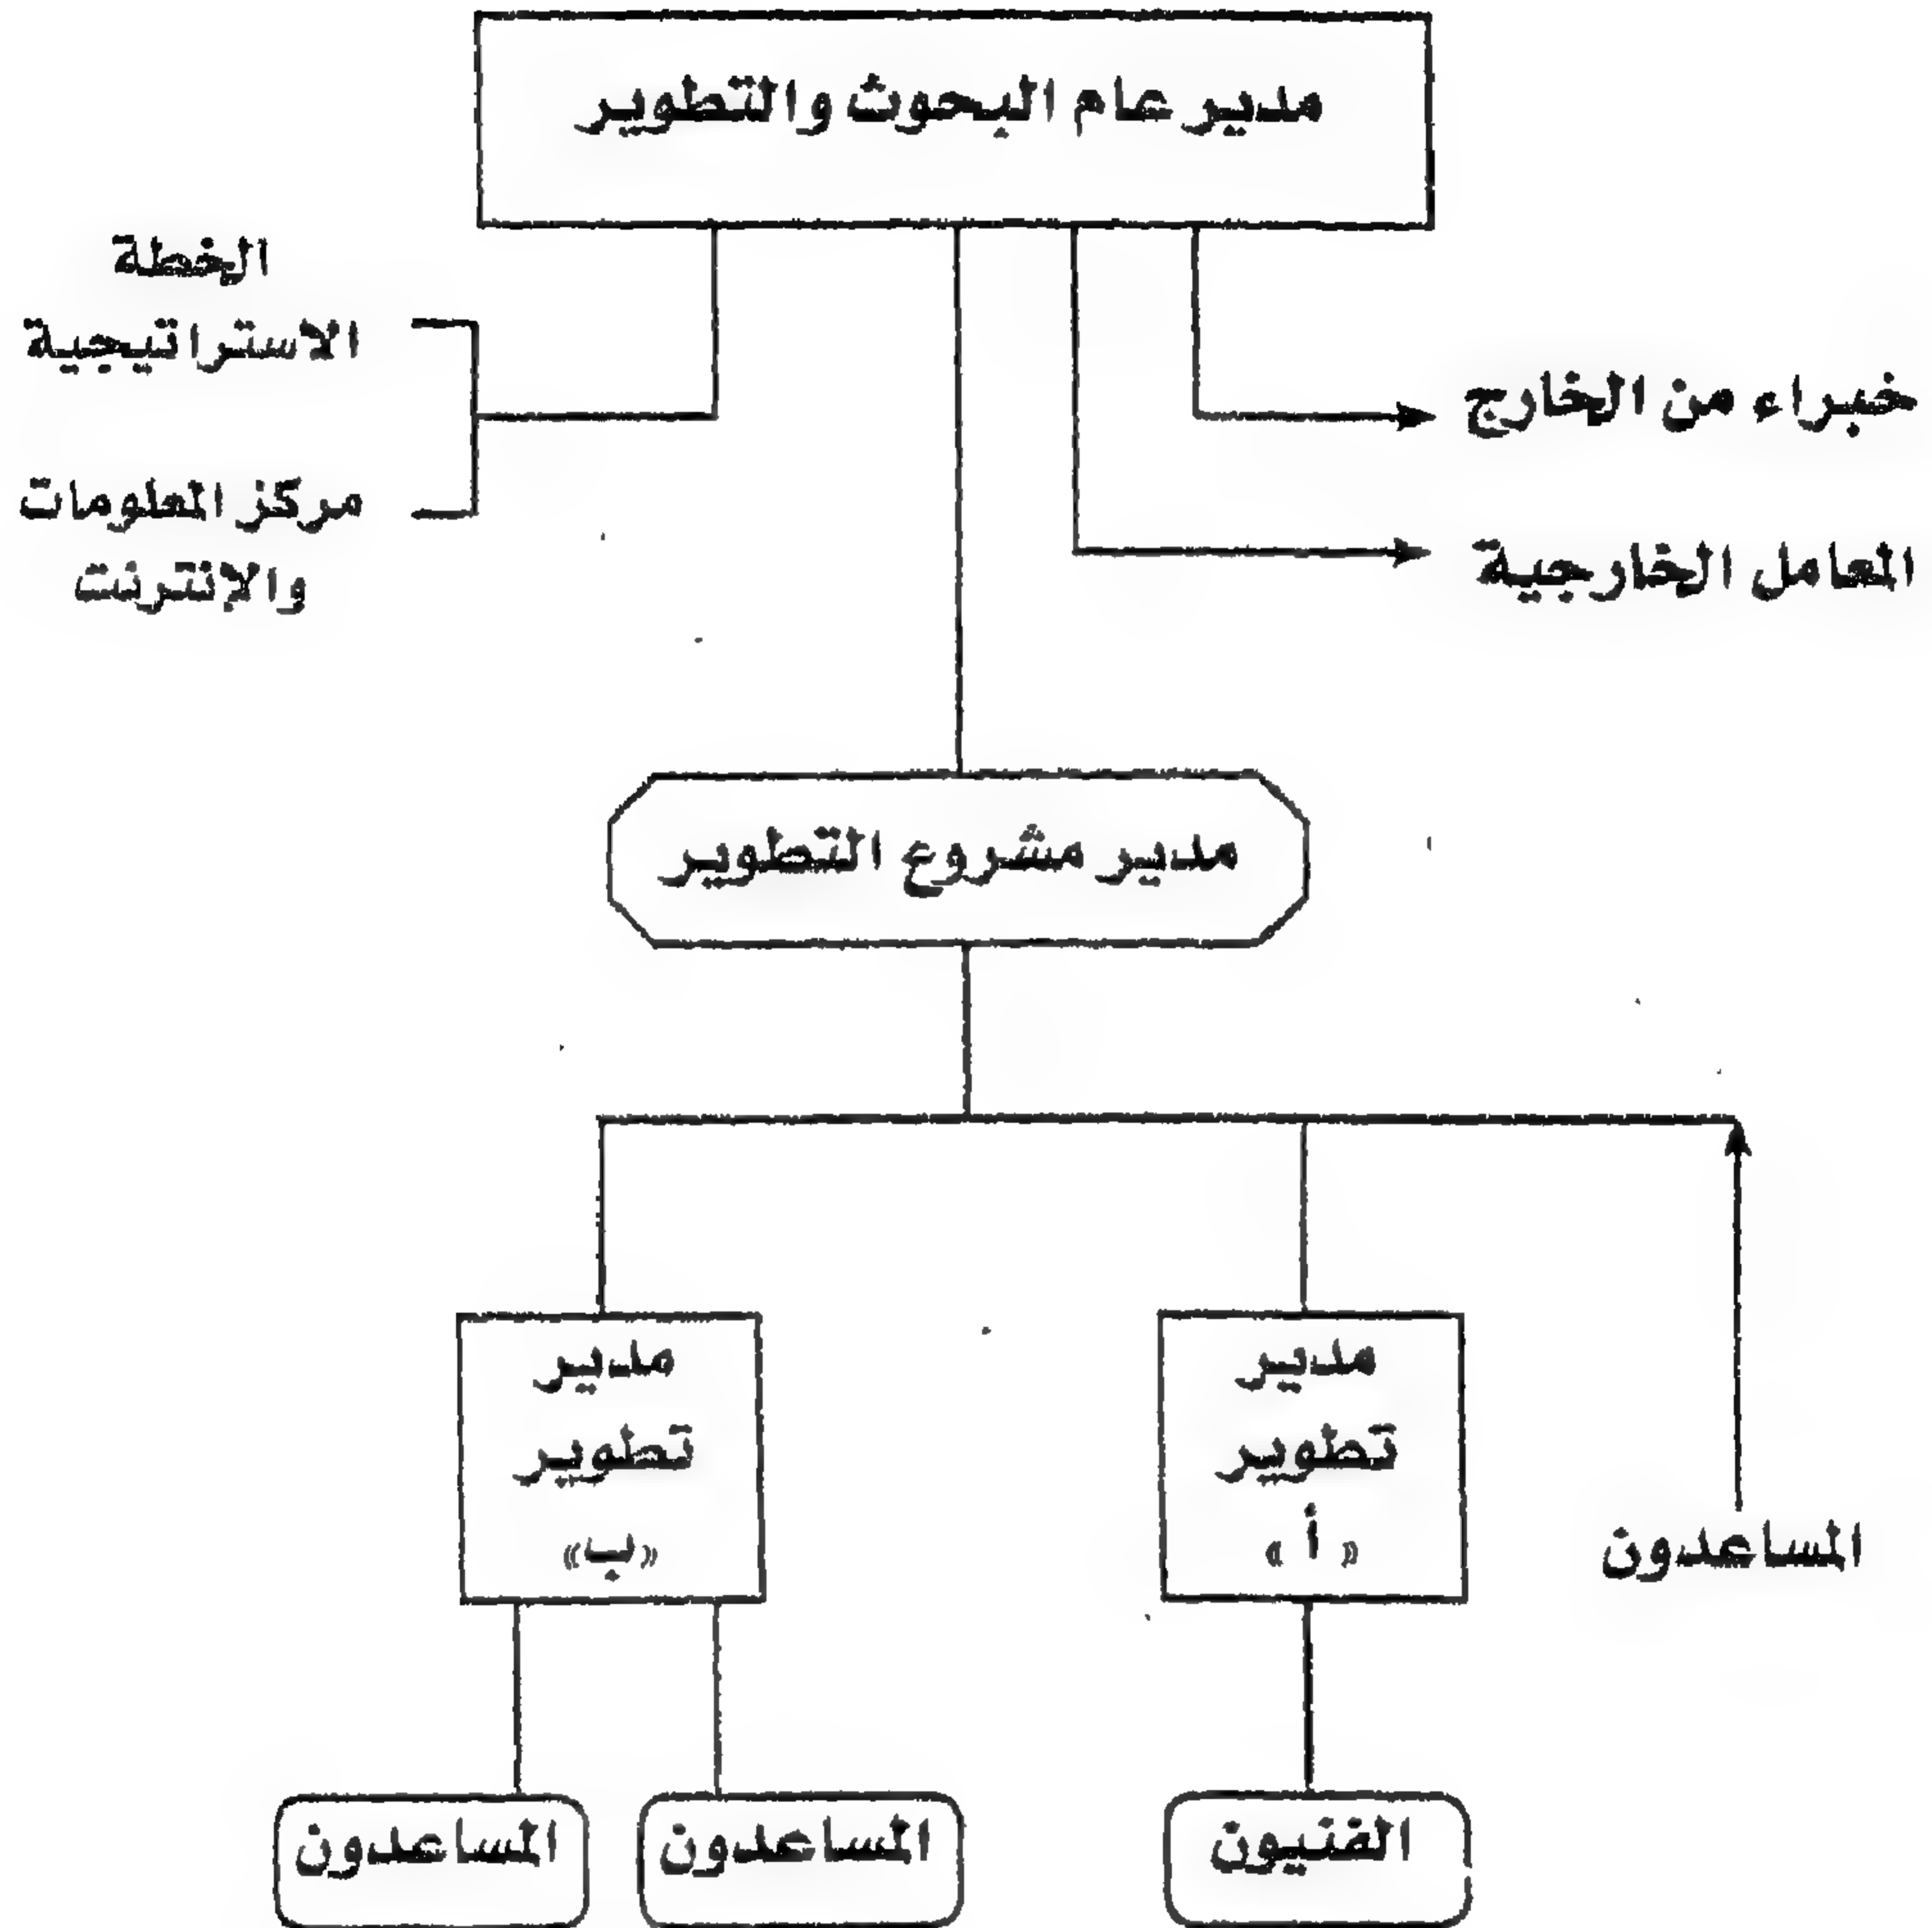 مدير عام البحوث والتطوير
الخطة
الاستراتيجية
خبراء من الخارج
مركز المعلومات
والإنترنت
المعامل الخارجية
مدير مشروع التطوير
مدير
تطوير
« أ »
مدير
تطوير
«ب»
المساعدون
الفنيون
المساعدون
المساعدون